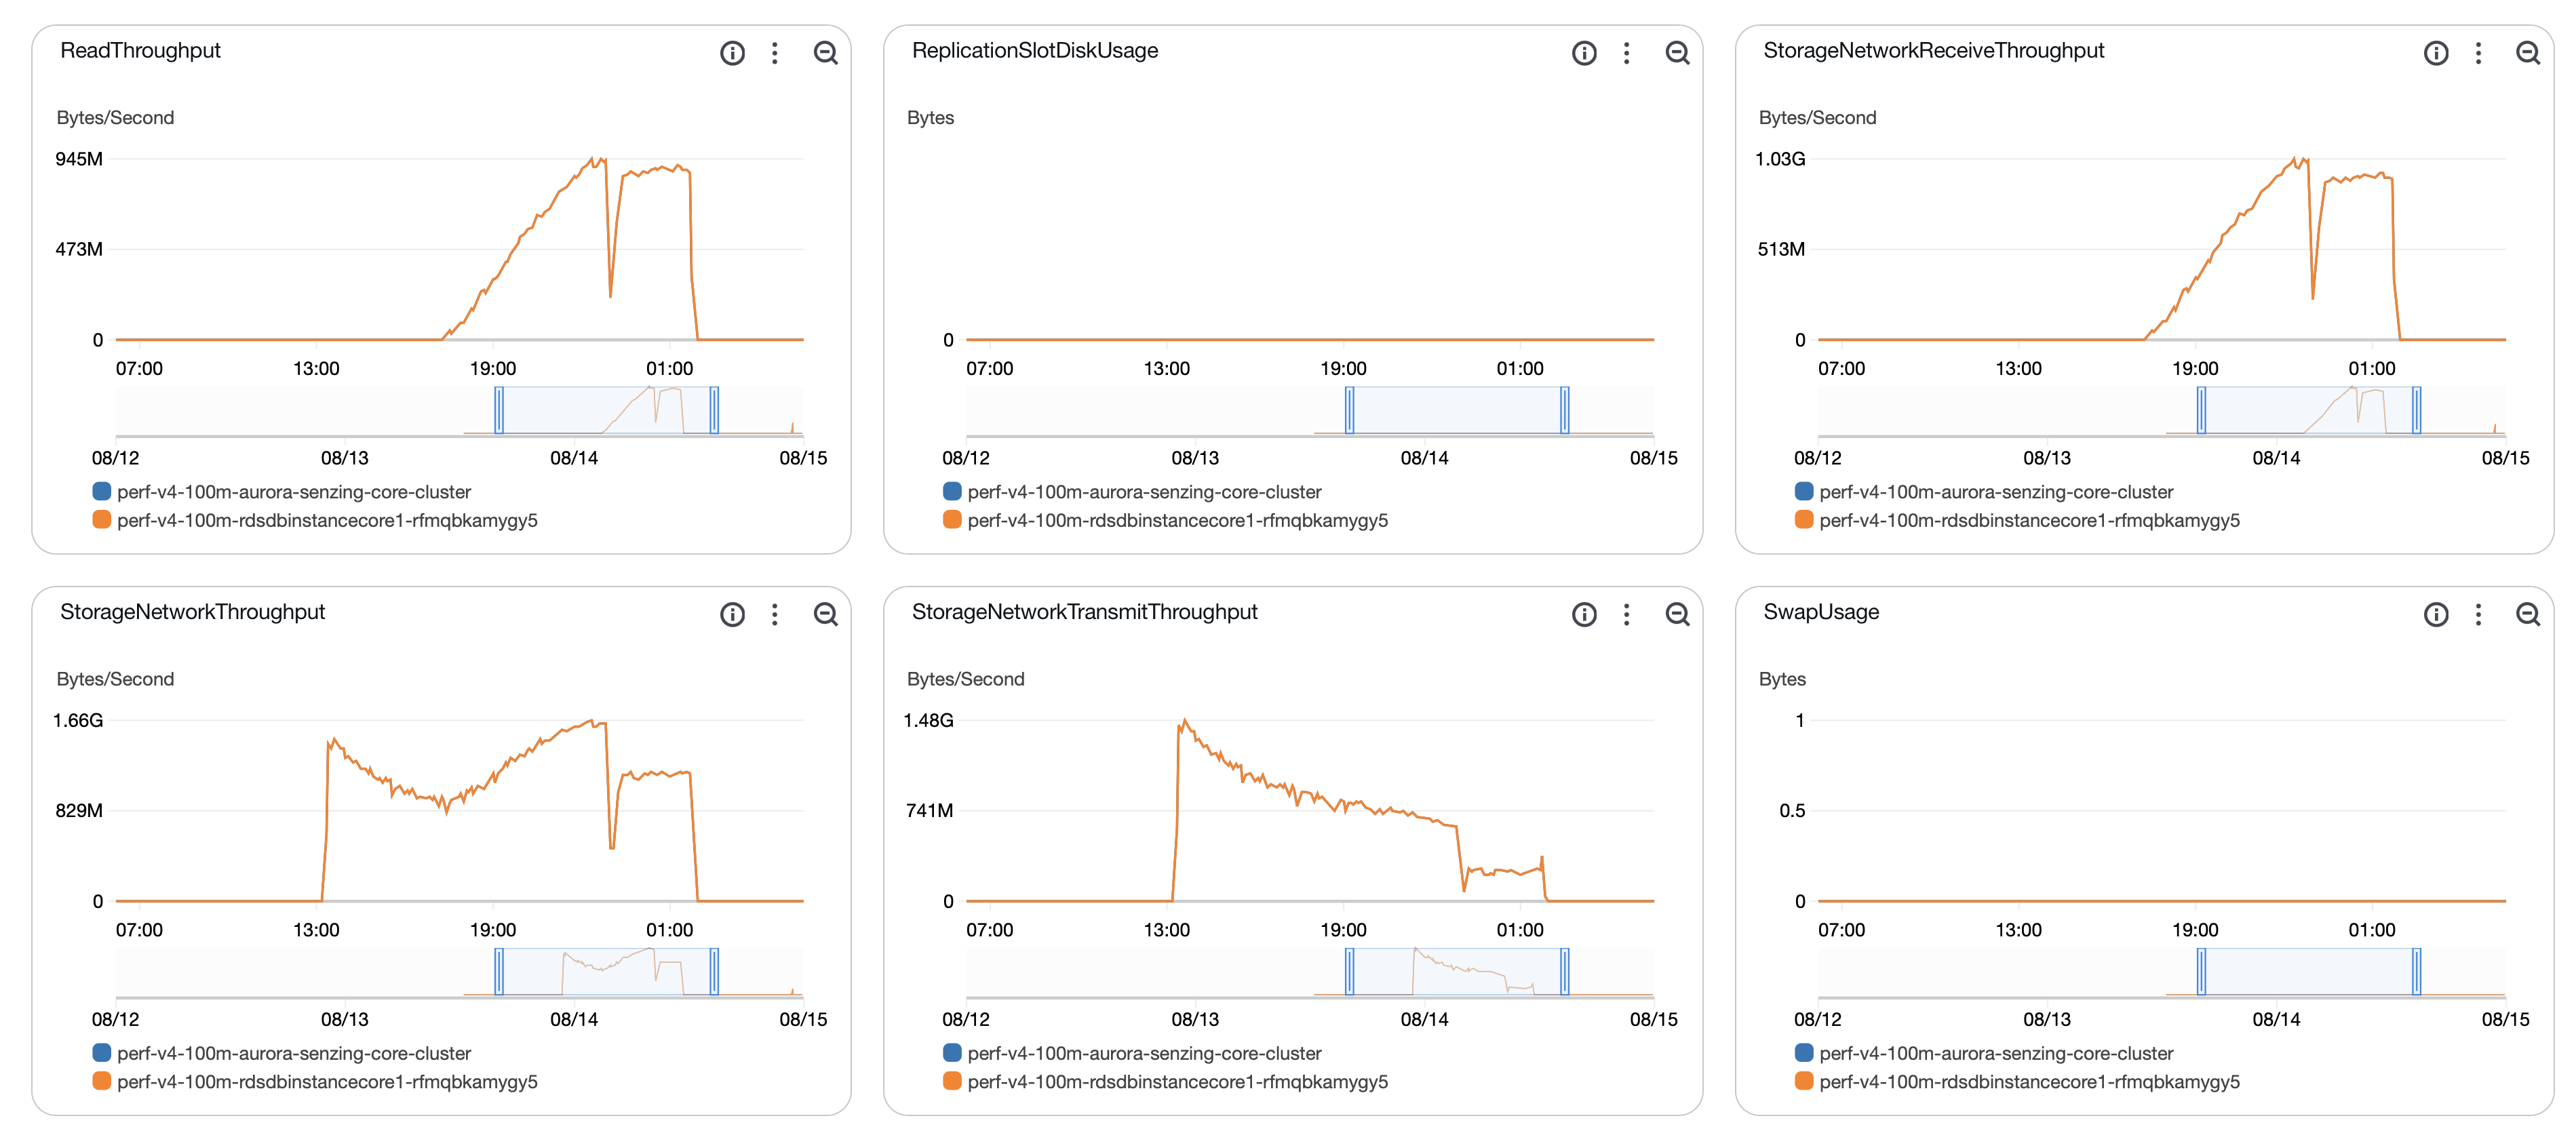 ReadThroughput
Bytes/Second
945M
473M
0
07:00 13:00 19:00 01:00
08/12 08/13 08/14 08/15
perf-v4-100m-aurora-senzing-core-cluster
perf-v4-100m-rdsdbinstancecore1-rfmqbkamygy5
ReplicationSlotDiskUsage
Bytes
0
07:00 13:00 19:00 01:00
08/12 08/13 08/14 08/15
perf-v4-100m-aurora-senzing-core-cluster
perf-v4-100m-rdsdbinstancecore1-rfmqbkamygy5
StorageNetworkReceiveThroughput
Bytes/Second
1.03G
513M
0
07:00 13:00 19:00 01:00
08/12 08/13 08/14 08/15
perf-v4-100m-aurora-senzing-core-cluster
perf-v4-100m-rdsdbinstancecore1-rfmqbkamygy5
StorageNetworkThroughput
Bytes/Second
1.66G
829M
0
07:00 13:00 19:00 01:00
08/12 08/13 08/14 08/15
perf-v4-100m-aurora-senzing-core-cluster
perf-v4-100m-rdsdbinstancecore1-rfmqbkamygy5
StorageNetworkTransmitThroughput
Bytes/Second
1.48G
741M
0
07:00 13:00 19:00 01:00
08/12 08/13 08/14 08/15
perf-v4-100m-aurora-senzing-core-cluster
perf-v4-100m-rdsdbinstancecore1-rfmqbkamygy5
SwapUsage
Bytes
1
0.5
0
07:00 13:00 19:00 01:00
08/12 08/13 08/14 08/15
perf-v4-100m-aurora-senzing-core-cluster
perf-v4-100m-rdsdbinstancecore1-rfmqbkamygy5